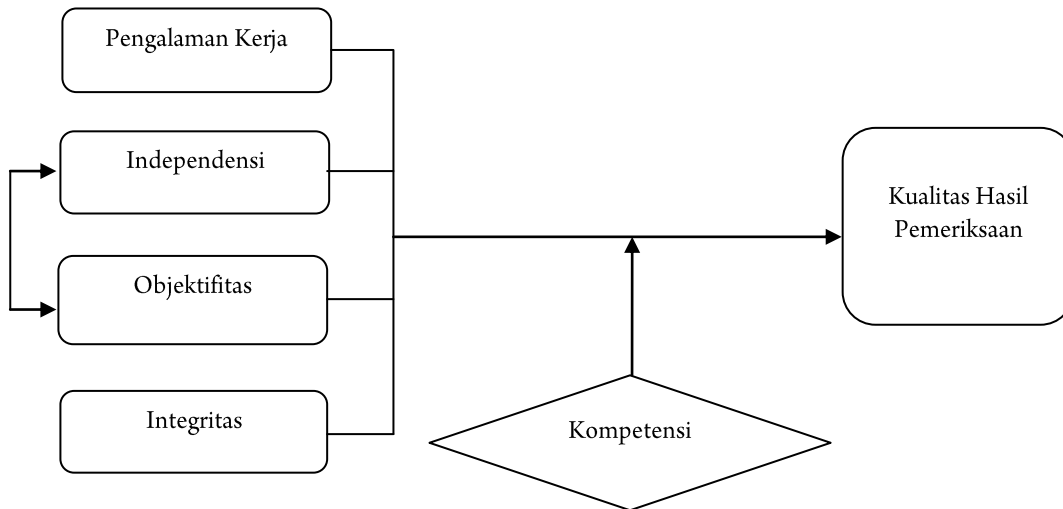 Pengalaman Kerja
Independensi
Objektifitas
Integritas
Kompetensi
Kualitas Hasil
Pemeriksaan